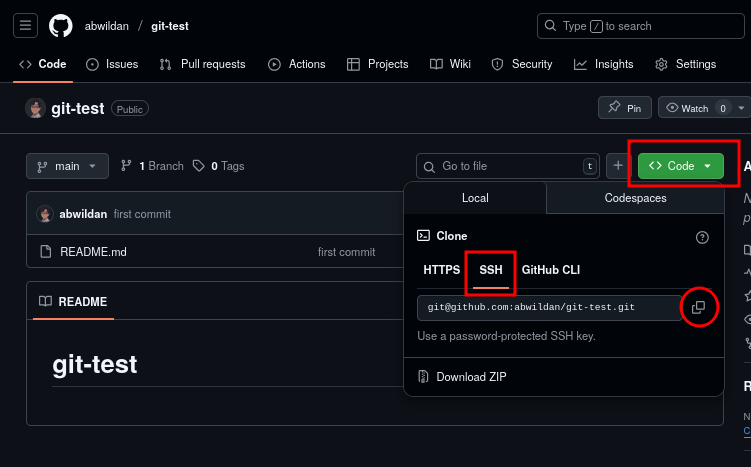 abwildan / git-test
Type / to search
Code Issues Pull requests Actions Projects Wiki Security Insights Settings
git-test Public
Pin Watch 0
main 1 Branch 0 Tags
Go to file t + Code
abwildan first commit
README.md first commit
README
git-test
Local Codespaces
Clone
HTTPS SSH GitHub CLI
git@github.com:abwildan/git-test.git
Use a password-protected SSH key.
Download ZIP